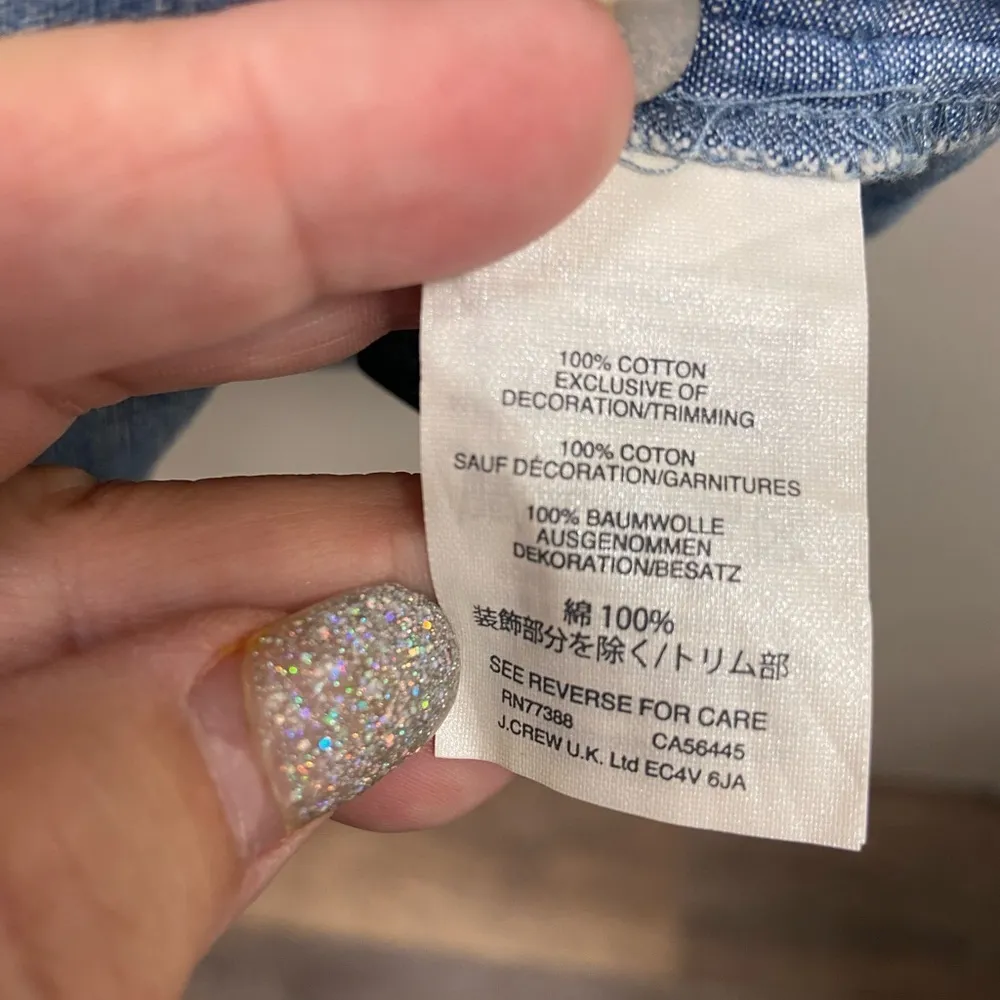 100% COTTON
EXCLUSIVE OF
DECORATION/TRIMMING
100% COTON
SAUF DÉCORATION/GARNITURES
100% BAUMWOLLE
AUSGENOMMEN
DEKORATION/BESATZ
綿 100%
装飾部分を除く/トリム部
SEE REVERSE FOR CARE
RN77388 CA56445
J.CREW U.K. Ltd EC4V 6JA